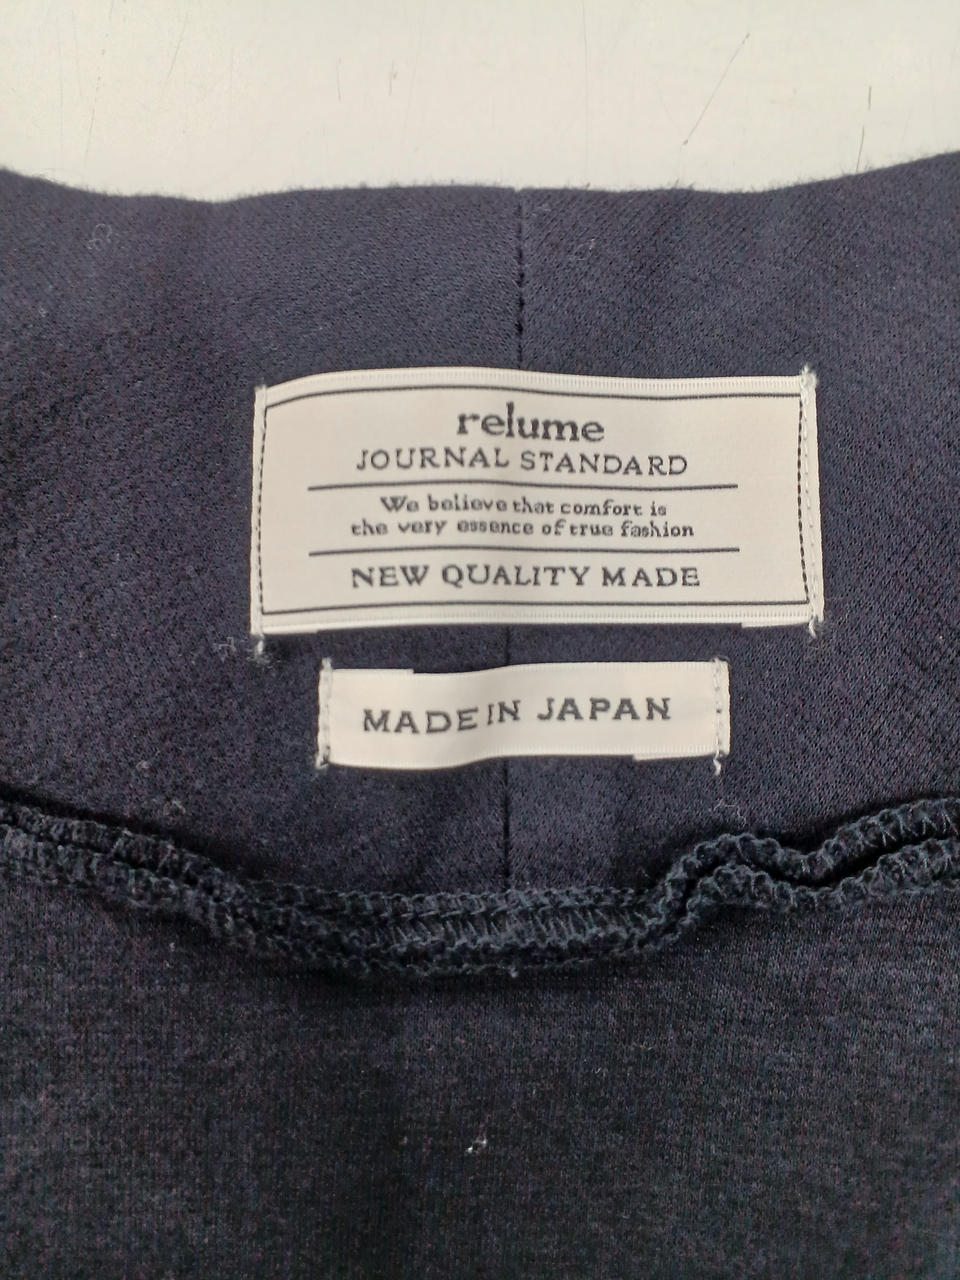 relume
JOURNAL STANDARD
We believe that comfort is
the very essence of true fashion
NEW QUALITY MADE
MADE IN JAPAN